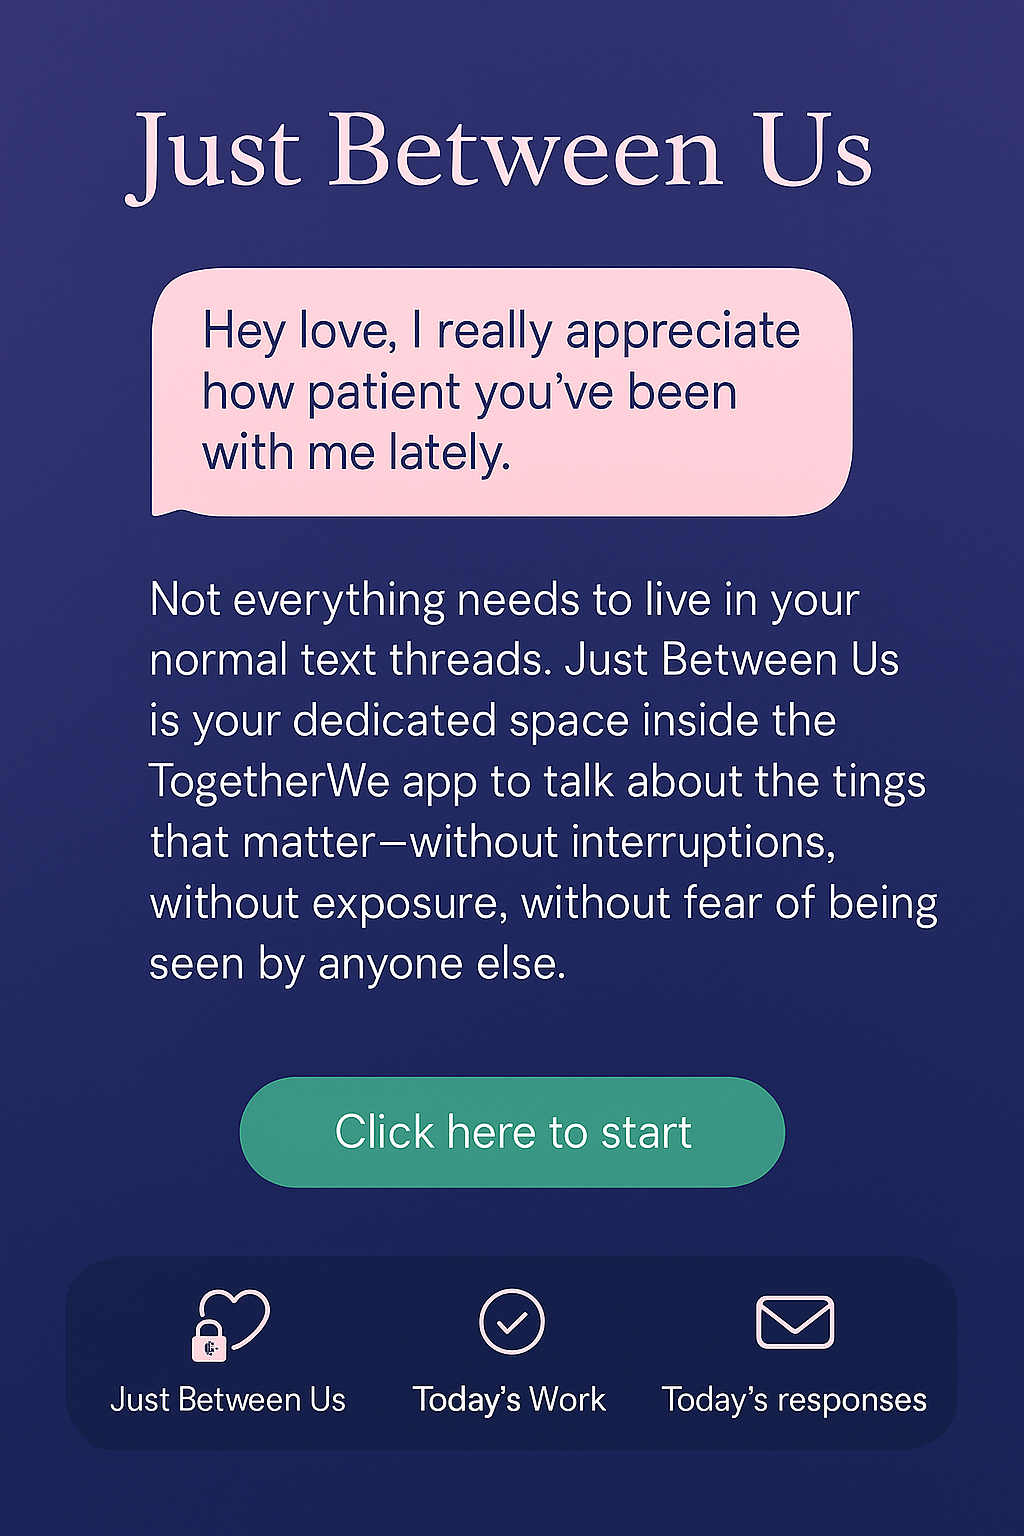 Just Between Us
Hey love, I really appreciate
how patient you’ve been
with me lately.
Not everything needs to live in your
normal text threads. Just Between Us
is your dedicated space inside the
TogetherWe app to talk about the tings
that matter—without interruptions,
without exposure, without fear of being
seen by anyone else.
Click here to start
Just Between Us
Today’s Work
Today’s responses